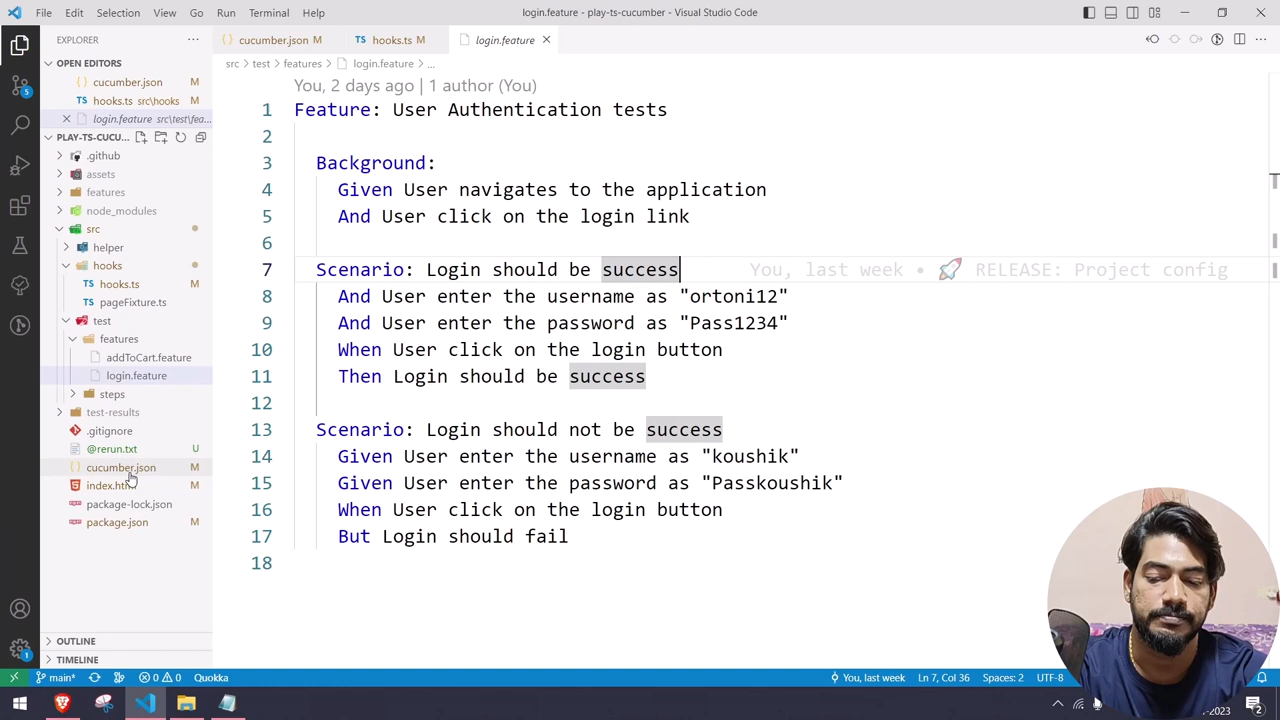 File Edit Selection View Go Run Terminal Help
login.feature - play-ts-cucumber - Visual Studio Code
EXPLORER
cucumber.json M
TS hooks.ts M
login.feature
OPEN EDITORS
cucumber.json M
TS hooks.ts src\hooks M
login.feature src\test\fea...
PLAY-TS-CUCU...
.github
assets
features
node_modules
src
helper
hooks
TS hooks.ts M
TS pageFixture.ts
test
features
addToCart.feature
login.feature
steps
test-results
.gitignore
@rerun.txt U
cucumber.json M
M
package-lock.json
package.json M
OUTLINE
TIMELINE
src > test > features > login.feature > ...
You, 2 days ago | 1 author (You)
1 Feature: User Authentication tests
2
3 Background:
4 Given User navigates to the application
5 And User click on the login link
6
7 Scenario: Login should be success You, last week • 🚀 RELEASE: Project config
8 And User enter the username as "ortoni12"
9 And User enter the password as "Pass1234"
10 When User click on the login button
11 Then Login should be success
12
13 Scenario: Login should not be success
14 Given User enter the username as "koushik"
15 Given User enter the password as "Passkoushik"
16 When User click on the login button
17 But Login should fail
18
5
1
main* 0 0 Quokka You, last week Ln 7, Col 36 Spaces: 2 UTF-8
-2023
2